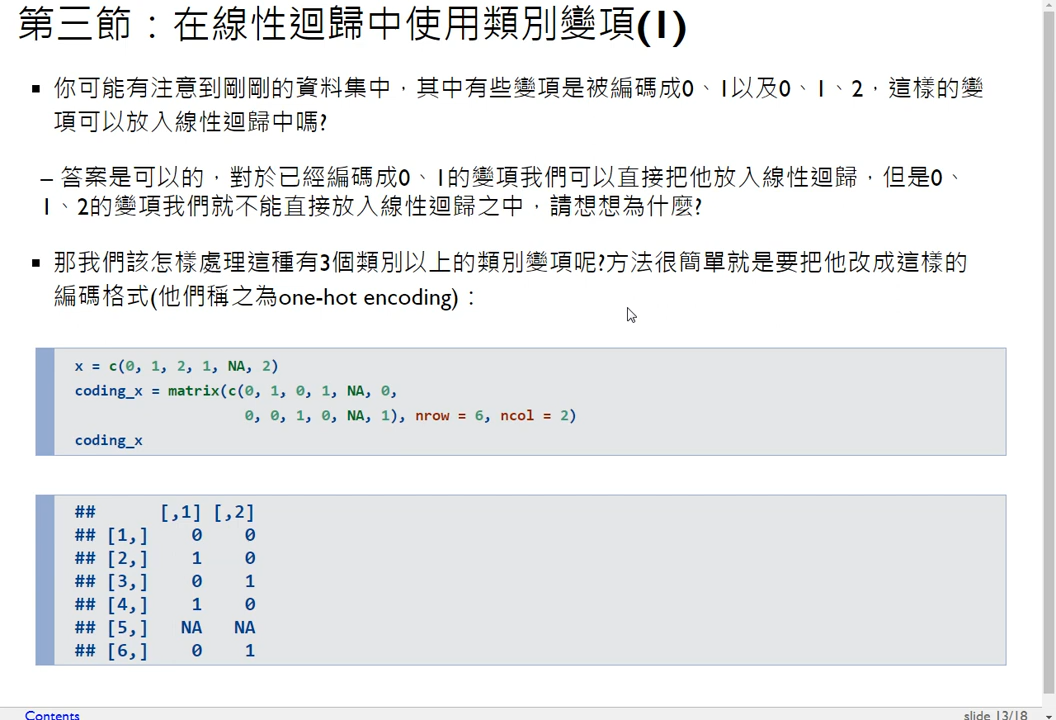 第三節：在線性迴歸中使用類別變項(1)
▪ 你可能有注意到剛剛的資料集中，其中有些變項是被編碼成0、1以及0、1、2，這樣的變
項可以放入線性迴歸中嗎?
– 答案是可以的，對於已經編碼成0、1的變項我們可以直接把他放入線性迴歸，但是0、
1、2的變項我們就不能直接放入線性迴歸之中，請想想為什麼?
▪ 那我們該怎樣處理這種有3個類別以上的類別變項呢?方法很簡單就是要把他改成這樣的
編碼格式(他們稱之為one-hot encoding)：
x = c(0, 1, 2, 1, NA, 2)
coding_x = matrix(c(0, 1, 0, 1, NA, 0,
0, 0, 1, 0, NA, 1), nrow = 6, ncol = 2)
coding_x
## [,1] [,2]
## [1,] 0 0
## [2,] 1 0
## [3,] 0 1
## [4,] 1 0
## [5,] NA NA
## [6,] 0 1
Contents slide 13/18